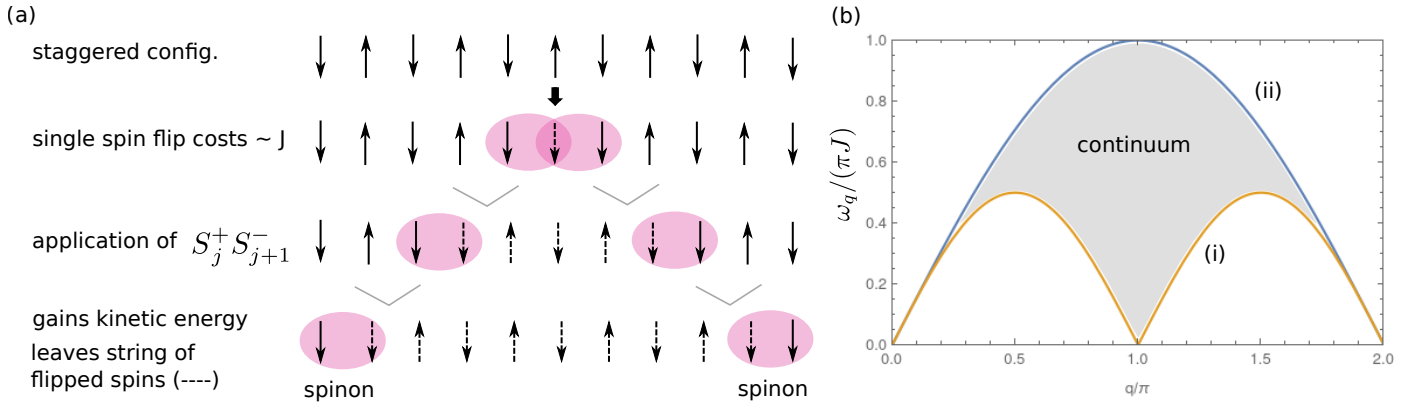 (a)
staggered config.
single spin flip costs ~ J
application of S_j^+ S_{j+1}^-
gains kinetic energy
leaves string of
flipped spins (----)
spinon
spinon
(b)
ω_q/(πJ)
1.0
0.8
0.6
0.4
0.2
0.0
(ii)
continuum
(i)
0.0 0.5 1.0 1.5 2.0
q/π